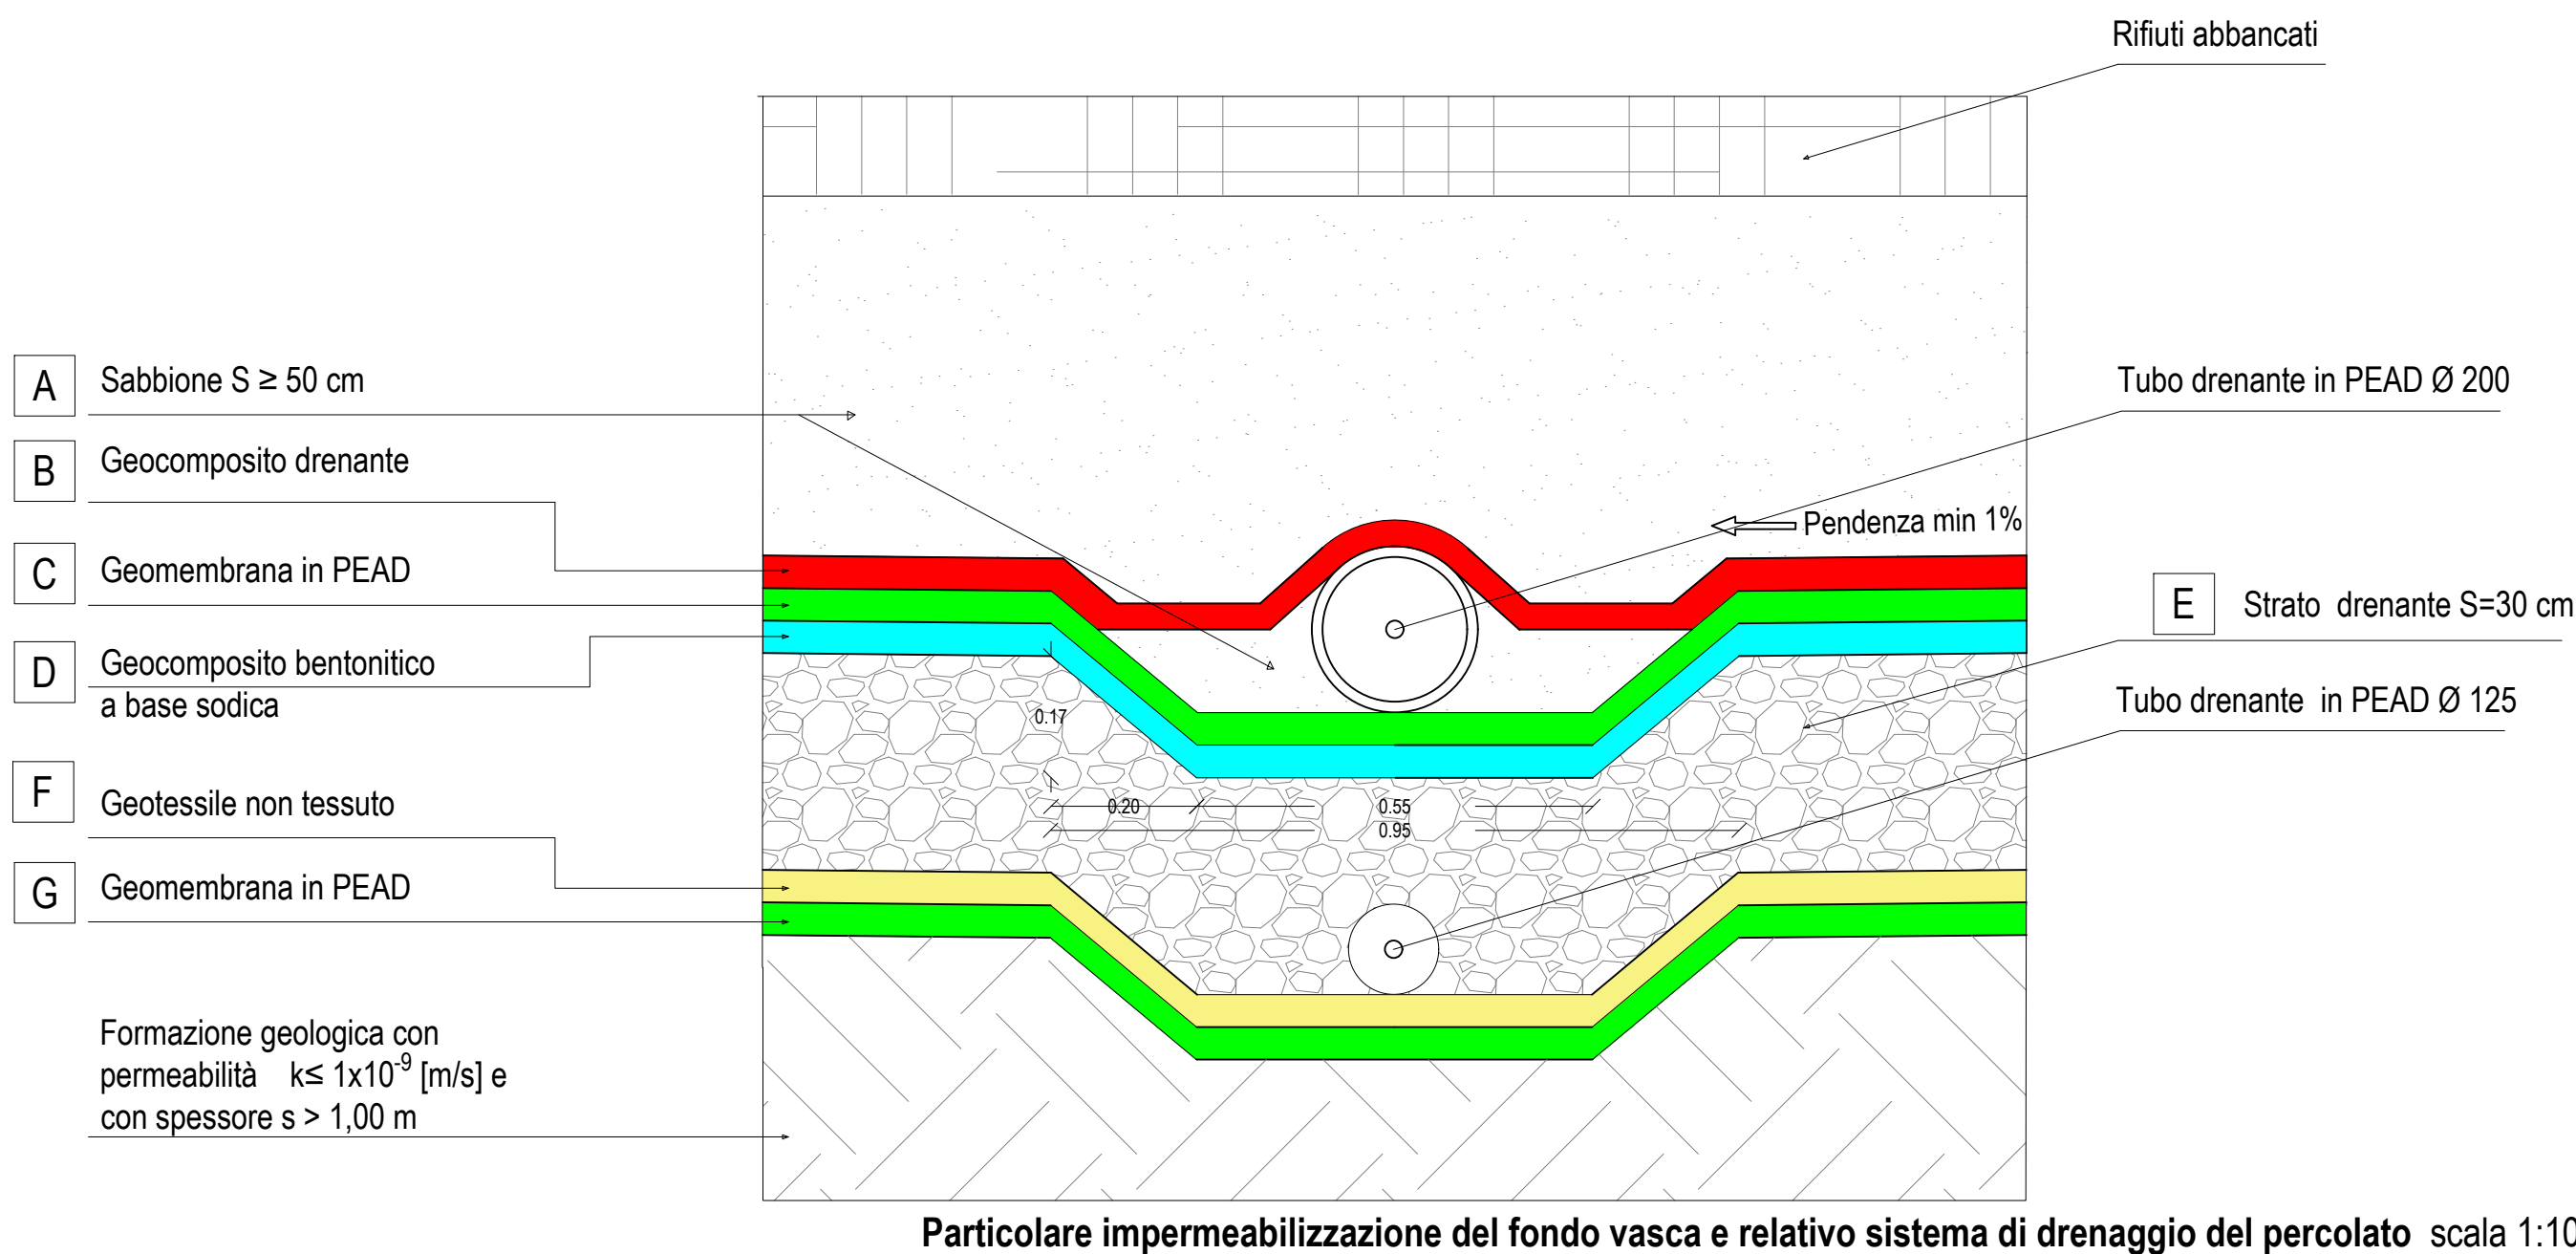 Rifiuti abbancati
A Sabbione S ≥ 50 cm
Tubo drenante in PEAD Ø 200
B Geocomposito drenante
Pendenza min 1%
C Geomembrana in PEAD
E Strato drenante S=30 cm
D Geocomposito bentonitico
a base sodica
Tubo drenante in PEAD Ø 125
0.17
F Geotessile non tessuto
0.20
0.55
0.95
G Geomembrana in PEAD
Formazione geologica con
permeabilità k≤ 1x10⁻⁹ [m/s] e
con spessore s > 1,00 m
Particolare impermeabilizzazione del fondo vasca e relativo sistema di drenaggio del percolato scala 1:10